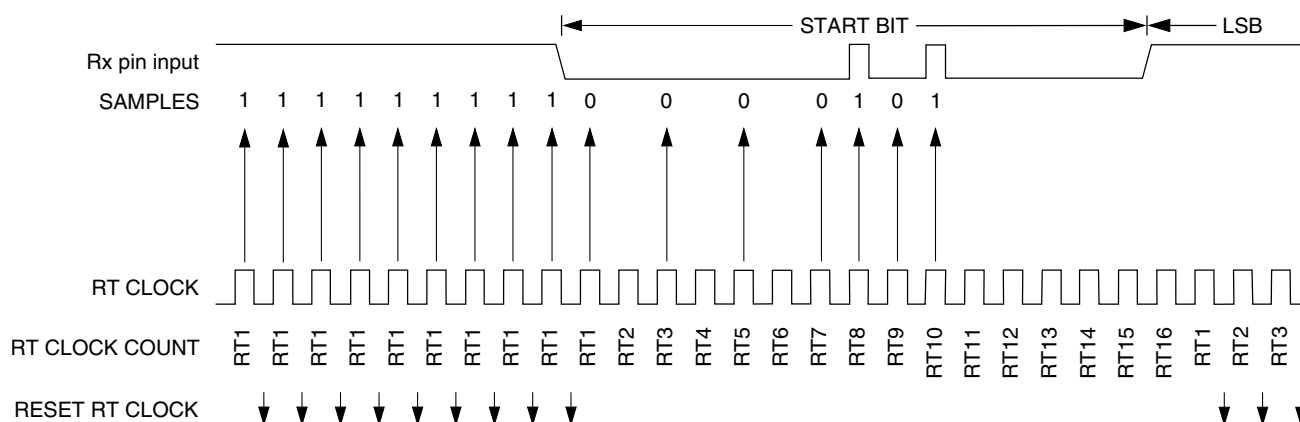 START BIT LSB
Rx pin input
SAMPLES 1 1 1 1 1 1 1 1 1 0 0 0 0 1 0 1
RT CLOCK
RT CLOCK COUNT RT1 RT1 RT1 RT1 RT1 RT1 RT1 RT1 RT1 RT1 RT2 RT3 RT4 RT5 RT6 RT7 RT8 RT9 RT10 RT11 RT12 RT13 RT14 RT15 RT16 RT1 RT2 RT3
RESET RT CLOCK